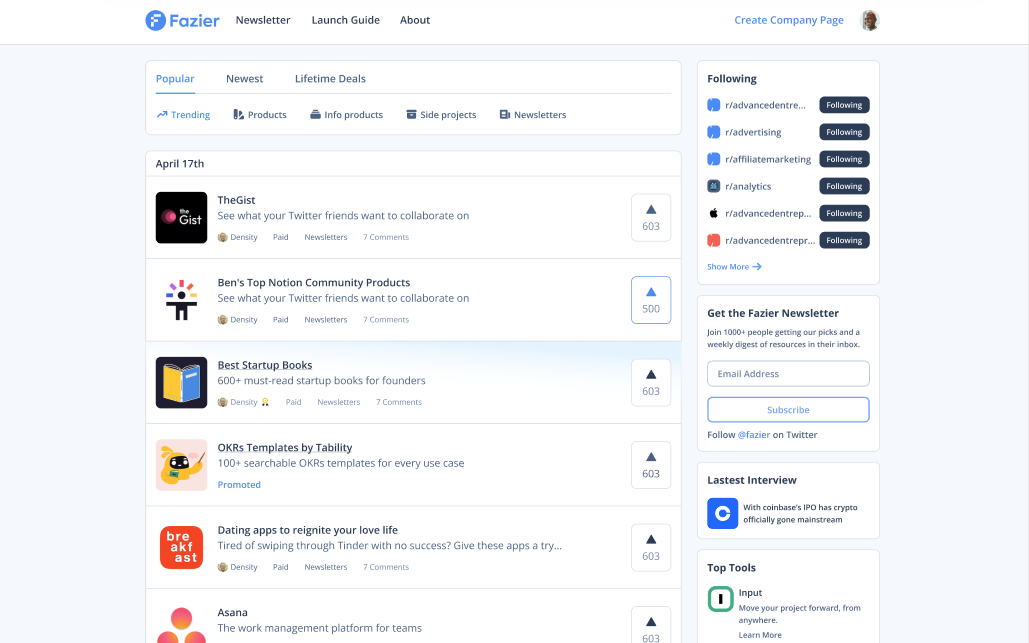 Fazier Newsletter Launch Guide About Create Company Page
Popular Newest Lifetime Deals
Trending Products Info products Side projects Newsletters
April 17th
the Gist
TheGist
See what your Twitter friends want to collaborate on
Density Paid Newsletters 7 Comments
603
Ben's Top Notion Community Products
See what your Twitter friends want to collaborate on
Density Paid Newsletters 7 Comments
500
Best Startup Books
600+ must-read startup books for founders
Density Paid Newsletters 7 Comments
603
OKRs Templates by Tability
100+ searchable OKRs templates for every use case
Promoted
603
bre
akf
ast
Dating apps to reignite your love life
Tired of swiping through Tinder with no success? Give these apps a try...
Density Paid Newsletters 7 Comments
603
Asana
The work management platform for teams
603
Following
r/advancedentre... Following
r/advertising Following
r/affiliatemarketing Following
r/analytics Following
r/advancedentrep... Following
r/advancedentrepr... Following
Show More
Get the Fazier Newsletter
Join 1000+ people getting our picks and a
weekly digest of resources in their inbox.
Email Address
Subscribe
Follow @fazier on Twitter
Lastest Interview
With coinbase's IPO has crypto
officially gone mainstream
Top Tools
Input
Move your project forward, from
anywhere.
Learn More